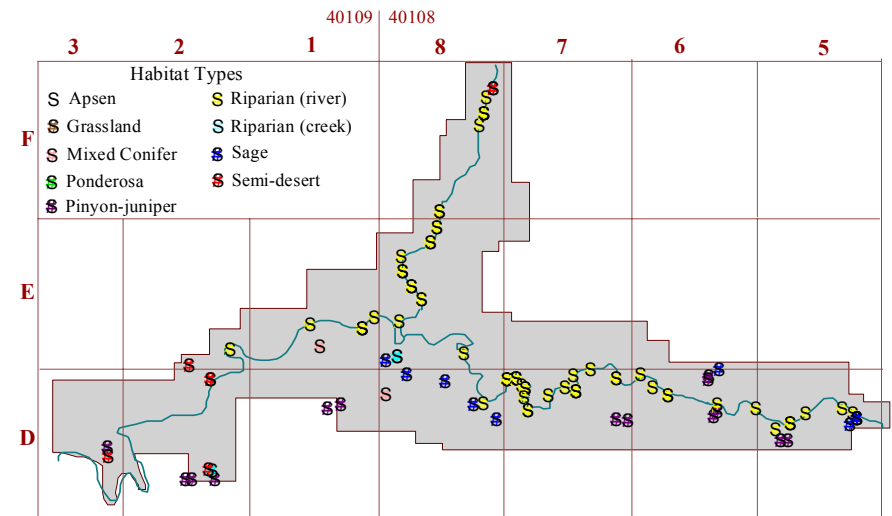 40109 40108
3 2 1 8 7 6 5
Habitat Types
S Apsen S Riparian (river)
S Grassland S Riparian (creek)
S Mixed Conifer S Sage
S Ponderosa S Semi-desert
S Pinyon-juniper
F
E
D